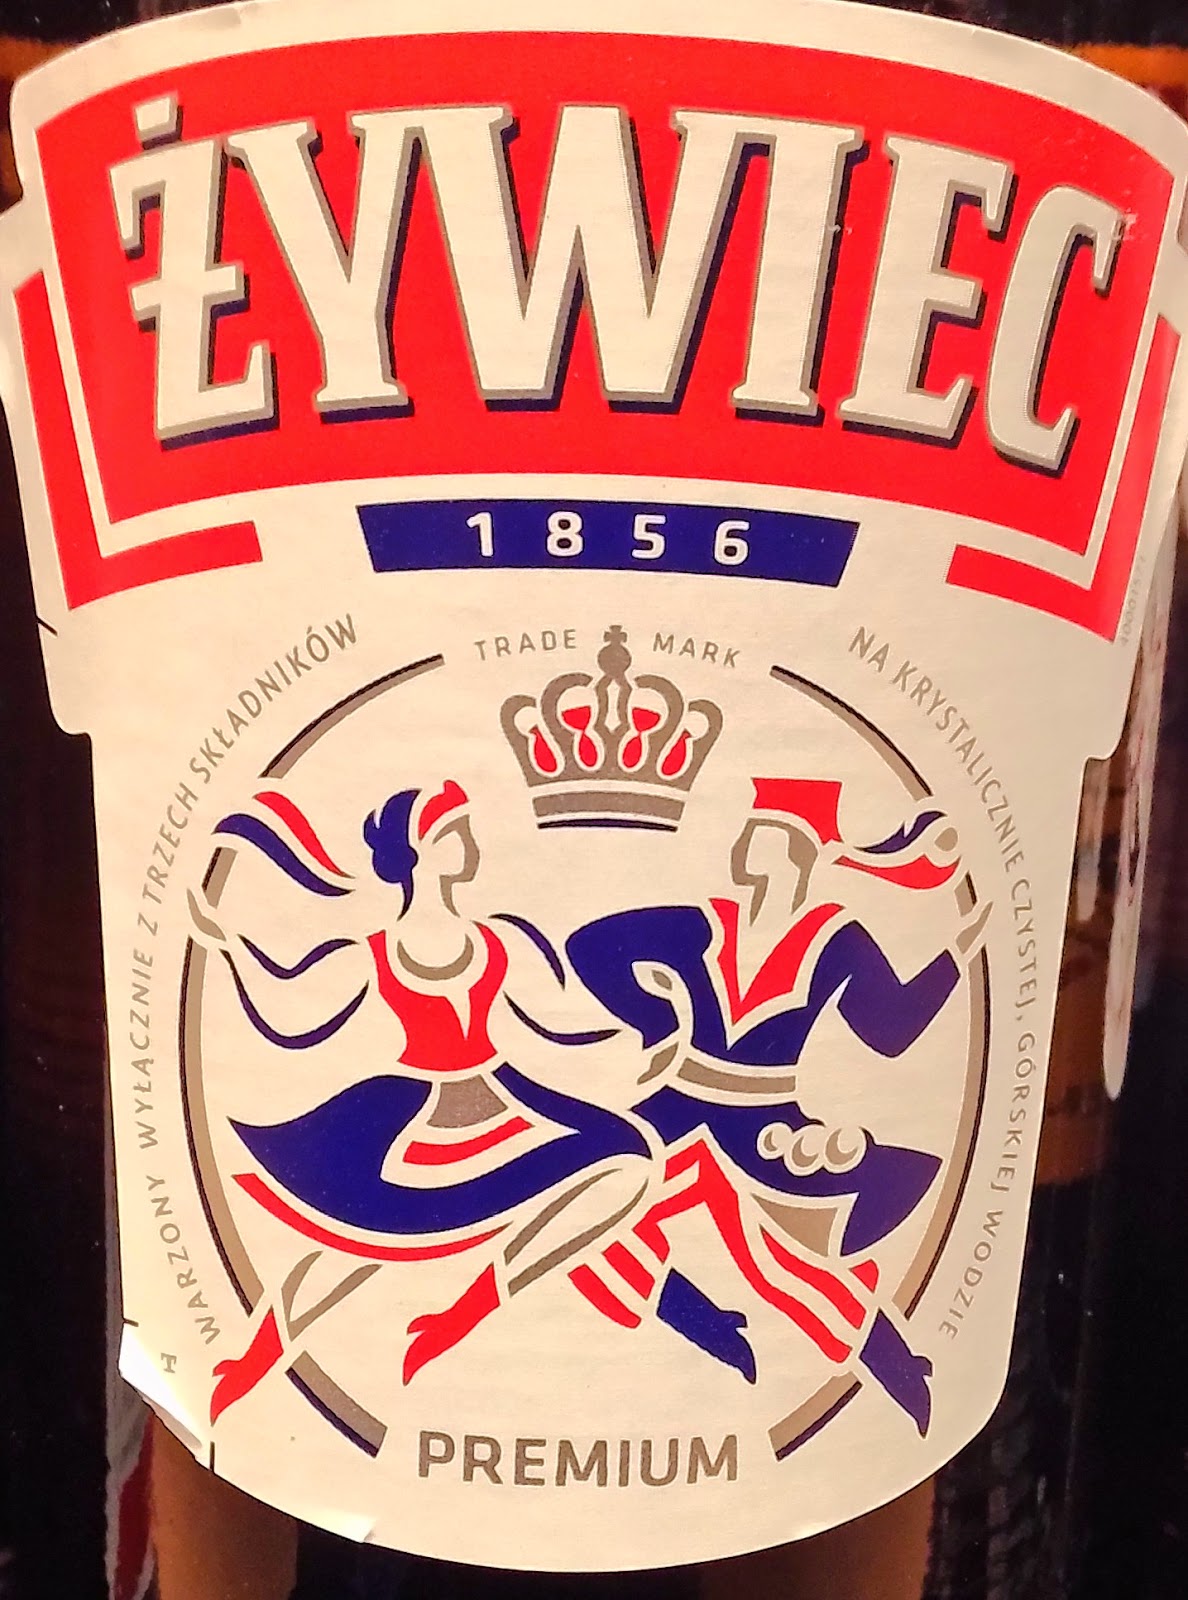 ŻYWIEC
1856
TRADE MARK
WARZONY WYŁĄCZNIE Z TRZECH SKŁADNIKÓW
NA KRYSTALICZNIE CZYSTEJ, GÓRSKIEJ WODZIE
PREMIUM